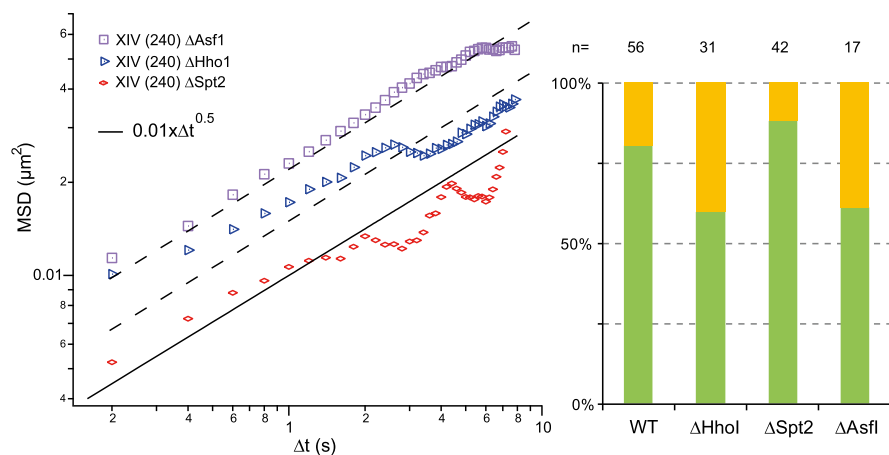 XIV (240) ΔAsf1
XIV (240) ΔHho1
XIV (240) ΔSpt2
0.01xΔt^0.5
MSD (μm²)
6
4
2
0.01
8
6
4
2
4
6
8
1
2
4
6
8
10
Δt (s)
n=
56
31
42
17
100%
50%
0%
WT
ΔHhoI
ΔSpt2
ΔAsfI